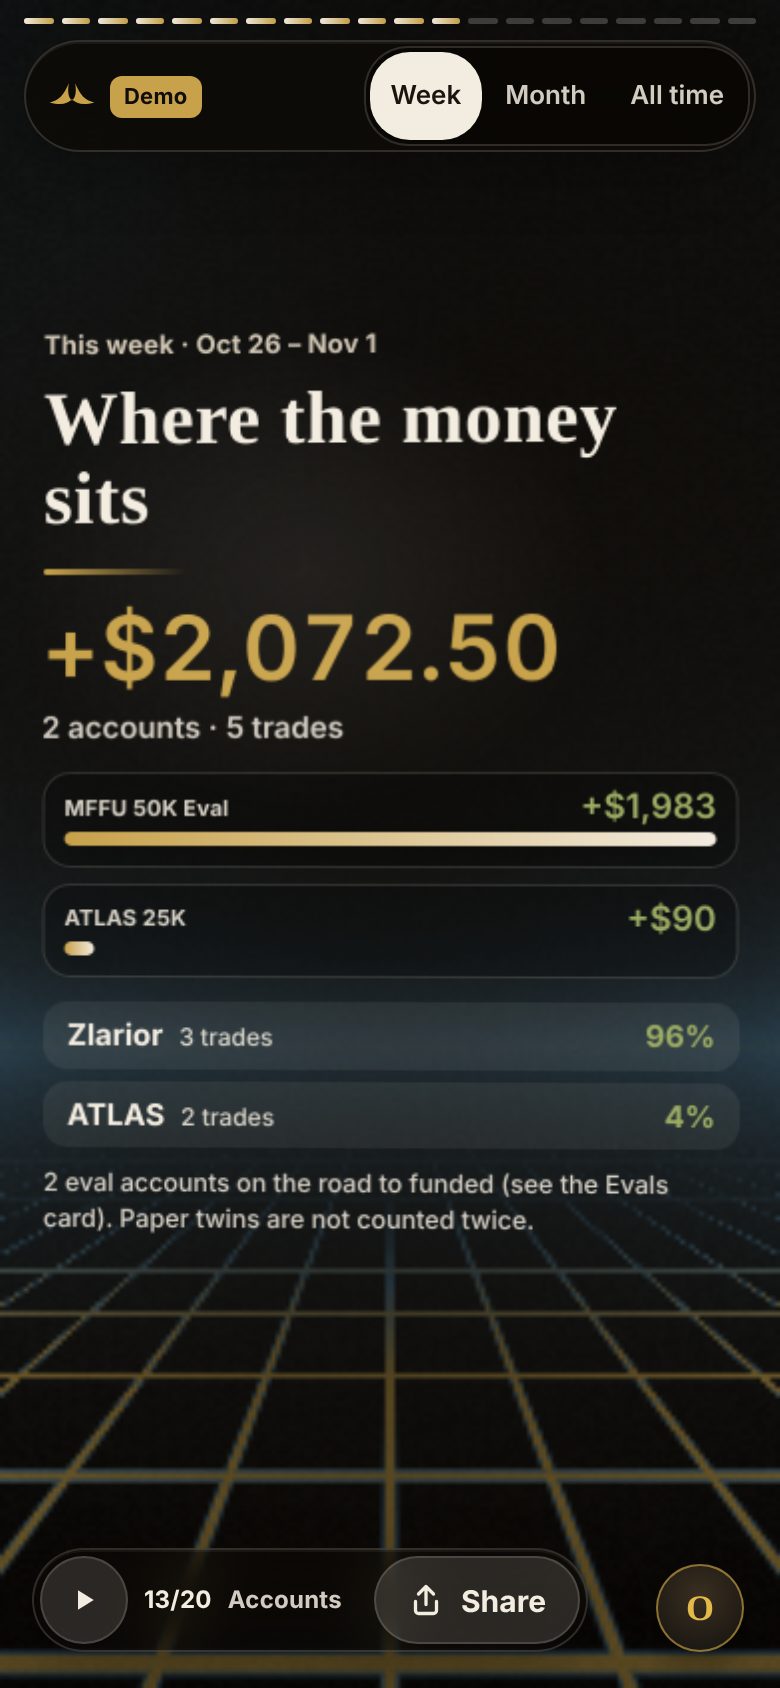 Demo
Week Month All time
This week · Oct 26 – Nov 1
Where the money
sits
+$2,072.50
2 accounts · 5 trades
MFFU 50K Eval +$1,983
ATLAS 25K +$90
Zlarior 3 trades 96%
ATLAS 2 trades 4%
2 eval accounts on the road to funded (see the Evals
card). Paper twins are not counted twice.
13/20 Accounts Share O